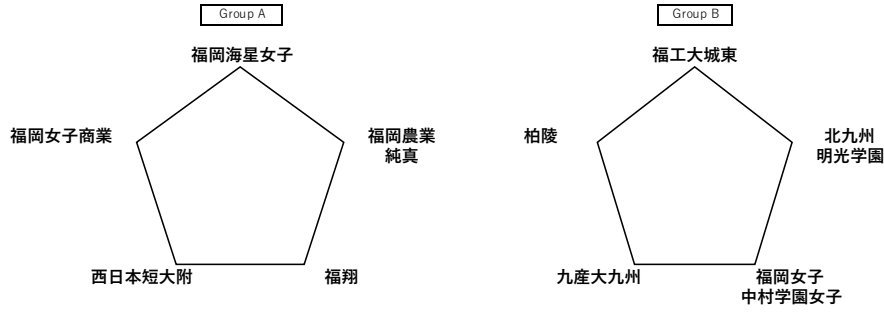 Group A
福岡海星女子
福岡女子商業
福岡農業
純真
西日本短大附
福翔
Group B
福工大城東
柏陵
北九州
明光学園
九産大九州
福岡女子
中村学園女子